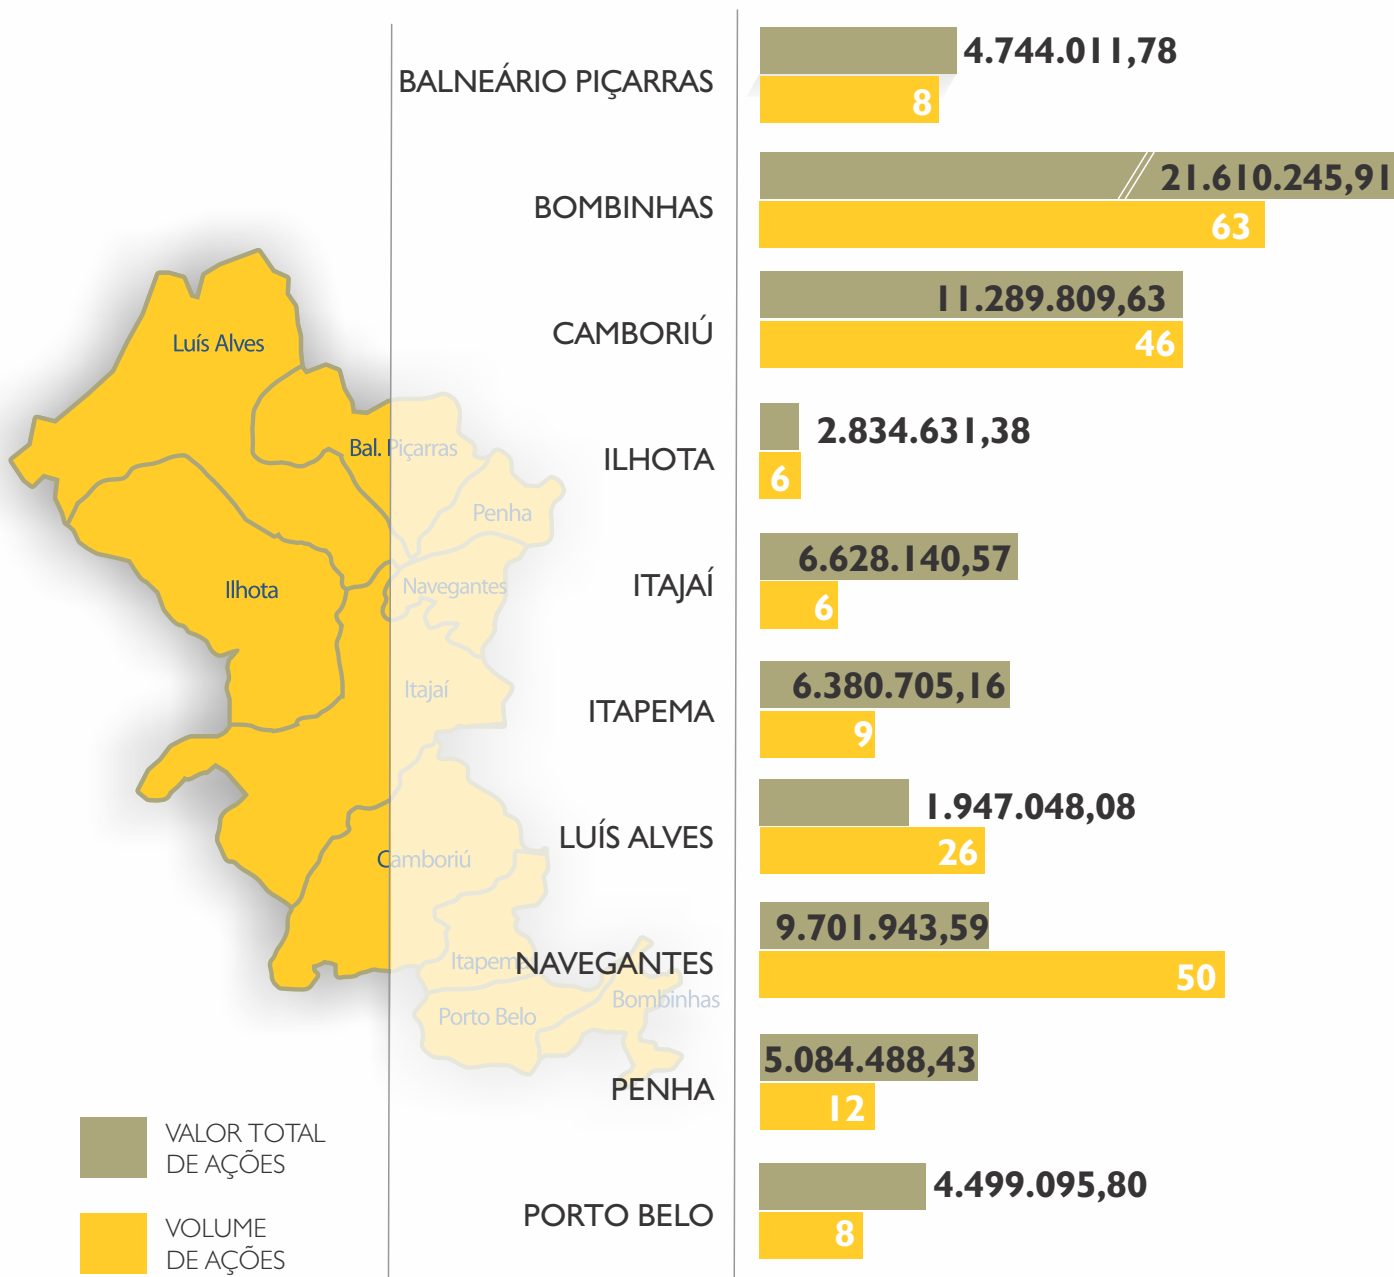 BALNEÁRIO PIÇARRAS
4.744.011,78
8
BOMBINHAS
21.610.245,91
63
CAMBORIÚ
11.289.809,63
46
ILHOTA
2.834.631,38
6
ITAJAÍ
6.628.140,57
6
ITAPEMA
6.380.705,16
9
LUÍS ALVES
1.947.048,08
26
NAVEGANTES
9.701.943,59
50
PENHA
5.084.488,43
12
PORTO BELO
4.499.095,80
8
Luís Alves
Bal. Piçarras
Penha
Navegantes
Ilhota
Itajaí
Camboriú
Itapema
Bombinhas
Porto Belo
VALOR TOTAL
DE AÇÕES
VOLUME
DE AÇÕES